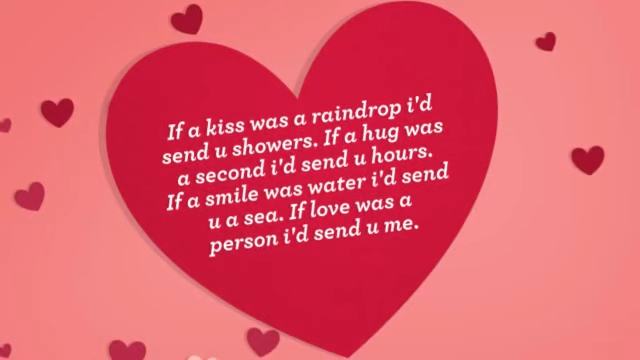 If a kiss was a raindrop i'd
send u showers. If a hug was
a second i'd send u hours.
If a smile was water i'd send
u a sea. If love was a
person i'd send u me.